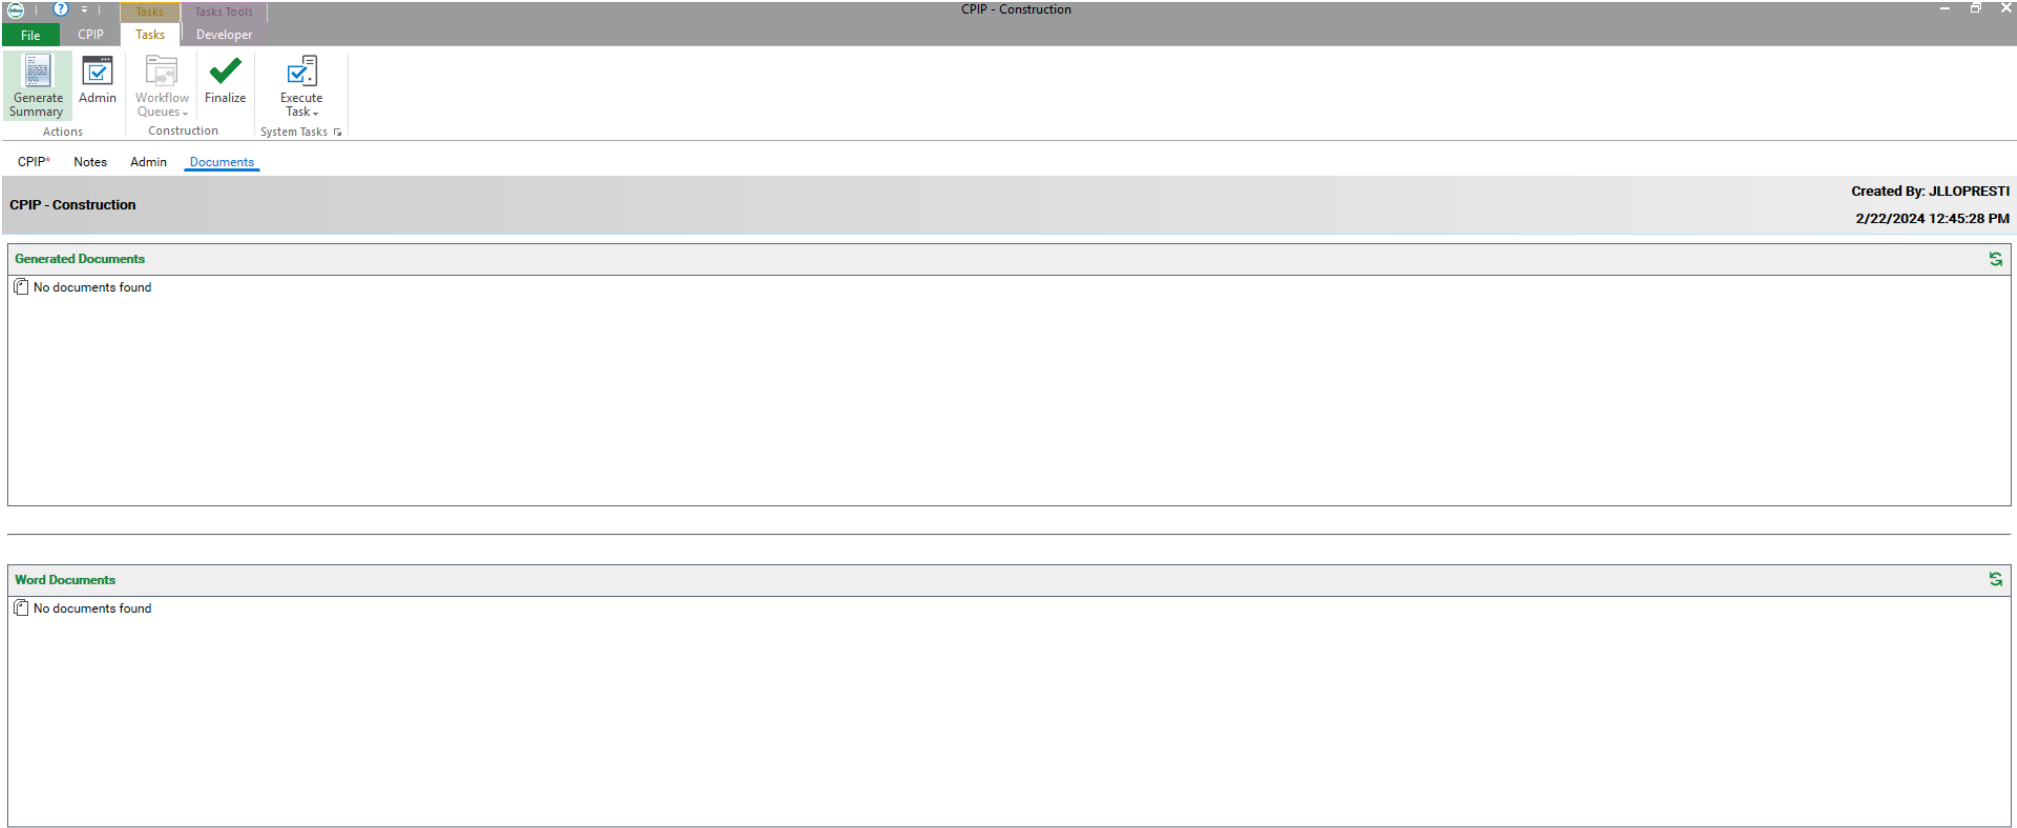 Tasks Tasks Tools CPIP - Construction
File CPIP Tasks Developer
Generate Summary Admin Workflow Queues Finalize Execute Task
Actions Construction System Tasks
CPIP* Notes Admin Documents
Created By: JLLOPRESTI
CPIP - Construction
2/22/2024 12:45:28 PM
Generated Documents
No documents found
Word Documents
No documents found